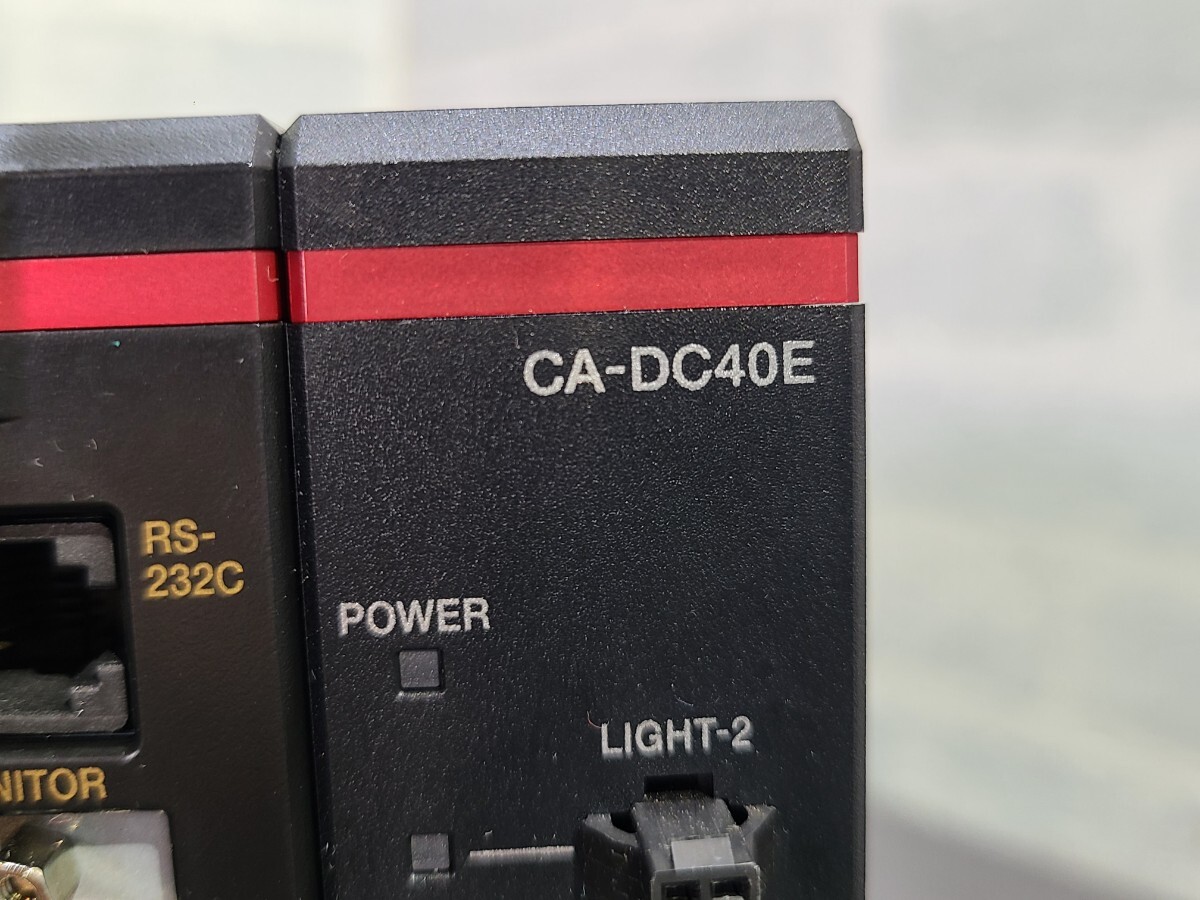 CA-DC40E
RS-
232C
POWER
LIGHT-2
NITOR